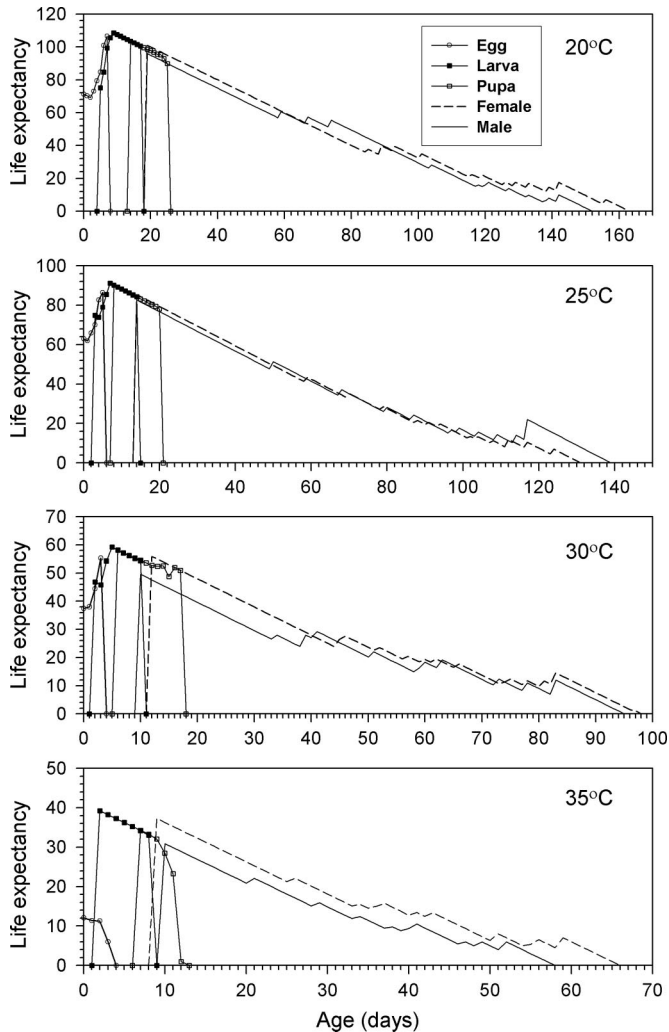 120
100
80
60
40
20
0
Life expectancy
20°C
Egg
Larva
Pupa
Female
Male
0 20 40 60 80 100 120 140 160
100
80
60
40
20
0
Life expectancy
25°C
0 20 40 60 80 100 120 140
70
60
50
40
30
20
10
0
Life expectancy
30°C
0 10 20 30 40 50 60 70 80 90 100
50
40
30
20
10
0
Life expectancy
35°C
0 10 20 30 40 50 60 70
Age (days)